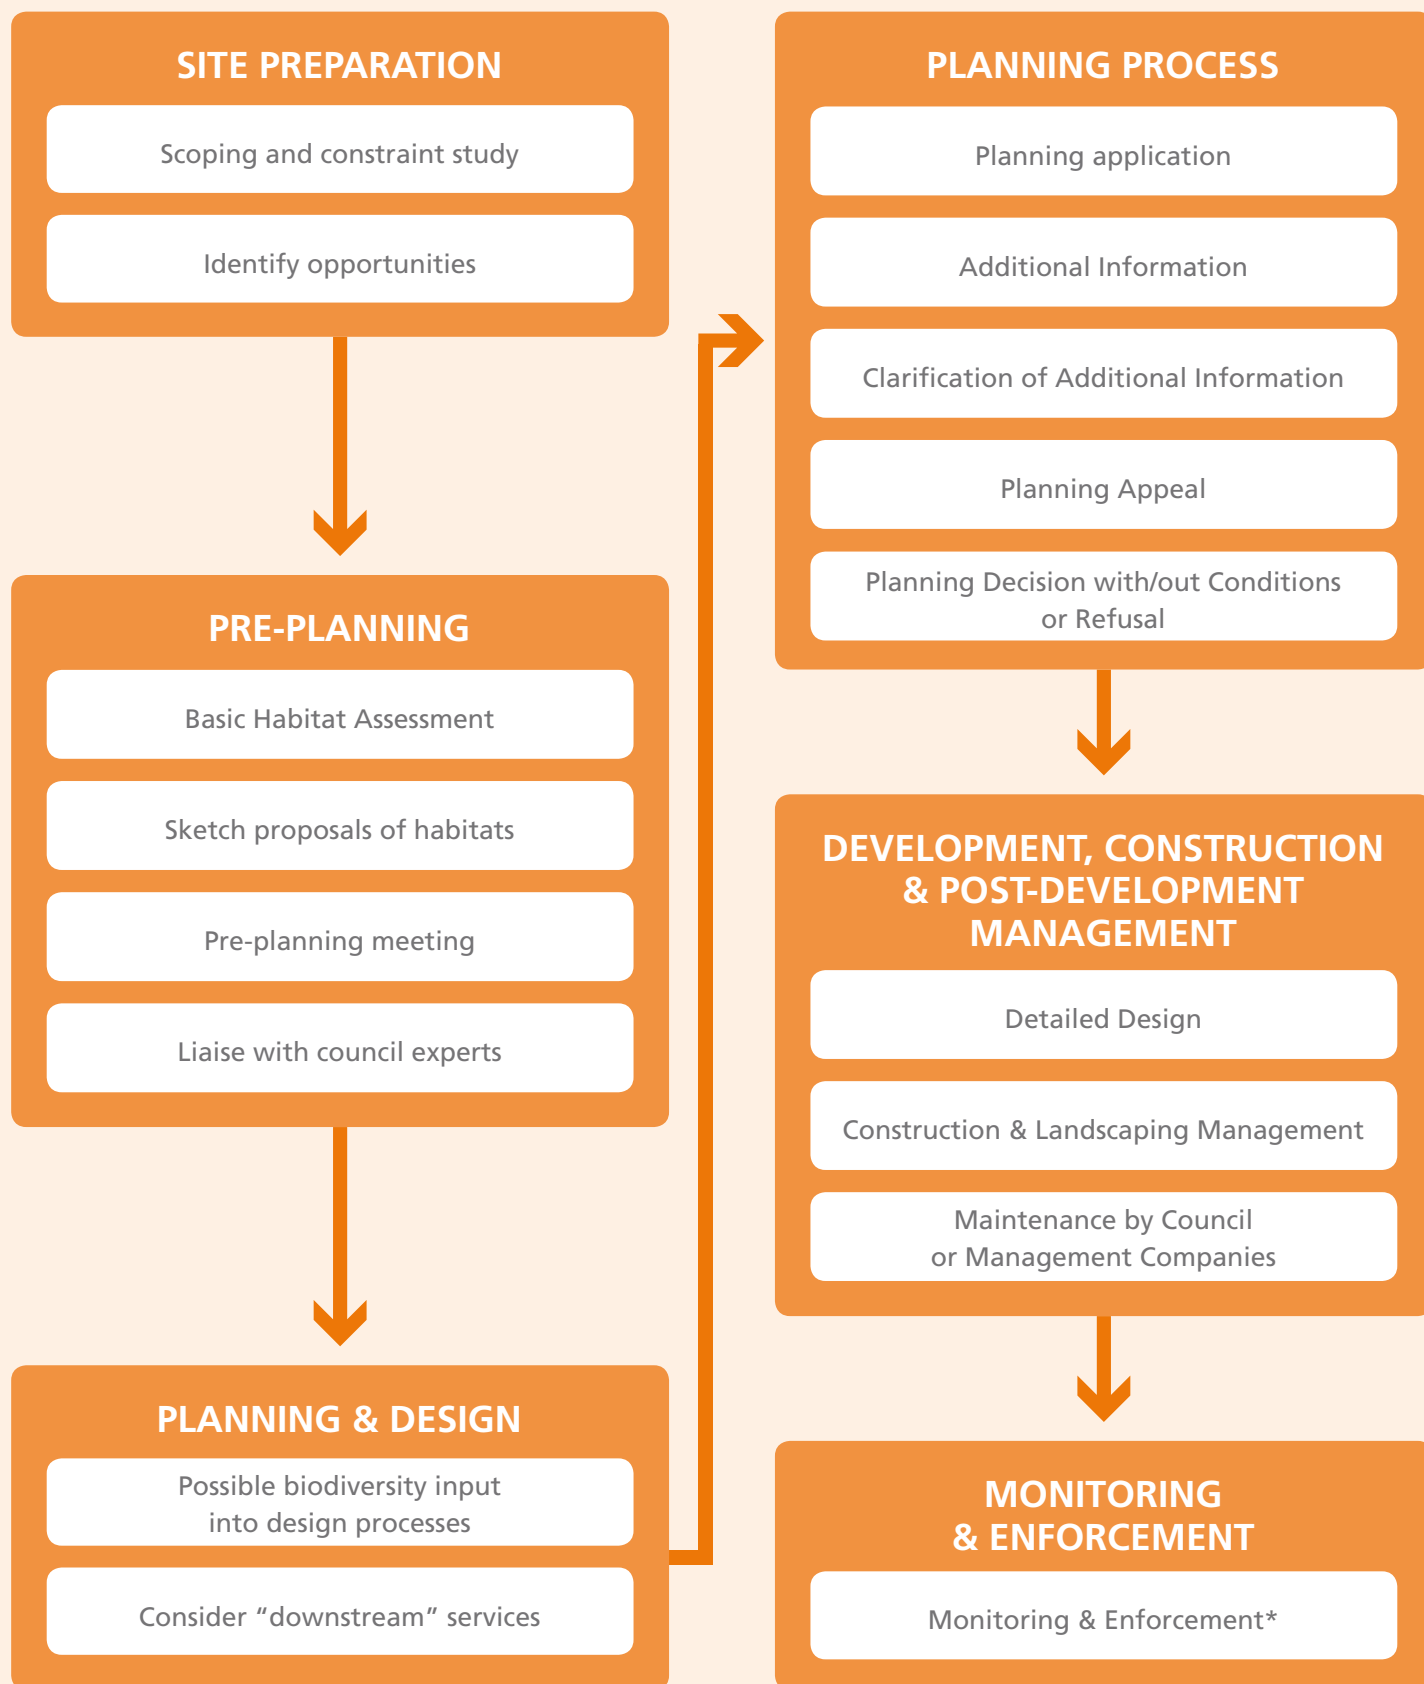 SITE PREPARATION
Scoping and constraint study
Identify opportunities
PRE-PLANNING
Basic Habitat Assessment
Sketch proposals of habitats
Pre-planning meeting
Liaise with council experts
PLANNING & DESIGN
Possible biodiversity input
into design processes
Consider “downstream” services
PLANNING PROCESS
Planning application
Additional Information
Clarification of Additional Information
Planning Appeal
Planning Decision with/out Conditions
or Refusal
DEVELOPMENT, CONSTRUCTION
& POST-DEVELOPMENT
MANAGEMENT
Detailed Design
Construction & Landscaping Management
Maintenance by Council
or Management Companies
MONITORING
& ENFORCEMENT
Monitoring & Enforcement*